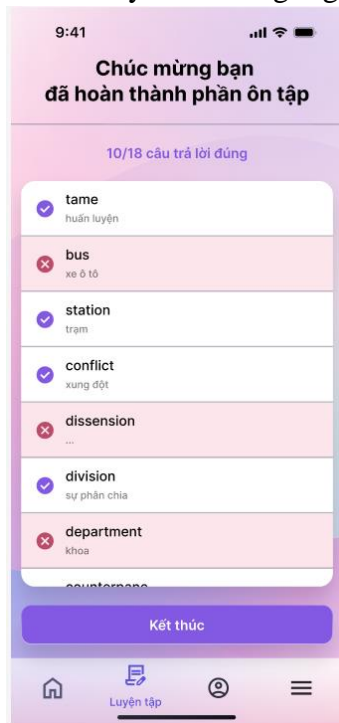 9:41
Chúc mừng bạn
đã hoàn thành phần ôn tập
10/18 câu trả lời đúng
tame
huấn luyện
bus
xe ô tô
station
trạm
conflict
xung đột
dissension
...
division
sự phân chia
department
khoa
Kết thúc
Luyện tập